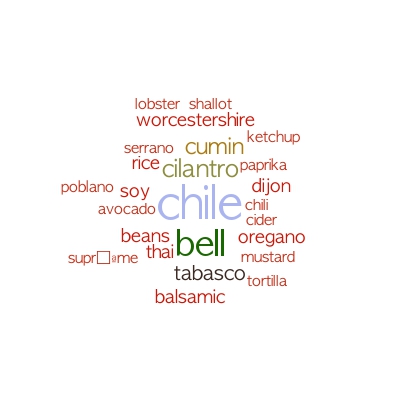 lobster shallot
worcestershire
ketchup
cumin
serrano
rice cilantro paprika
poblano soy dijon
avocado chile chili
cider
beans bell oregano
thai mustard
supr□@me
tabasco tortilla
balsamic